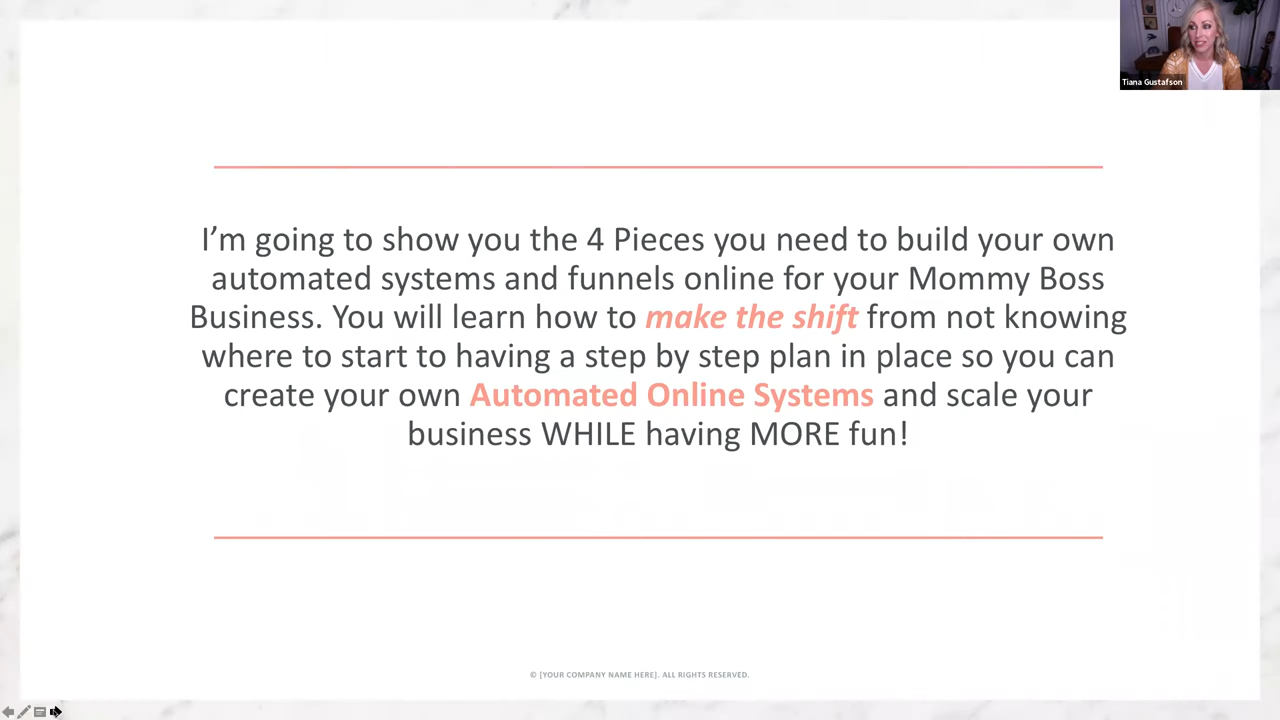 Tiana Gustafson
I’m going to show you the 4 Pieces you need to build your own
automated systems and funnels online for your Mommy Boss
Business. You will learn how to make the shift from not knowing
where to start to having a step by step plan in place so you can
create your own Automated Online Systems and scale your
business WHILE having MORE fun!
© [YOUR COMPANY NAME HERE]. ALL RIGHTS RESERVED.